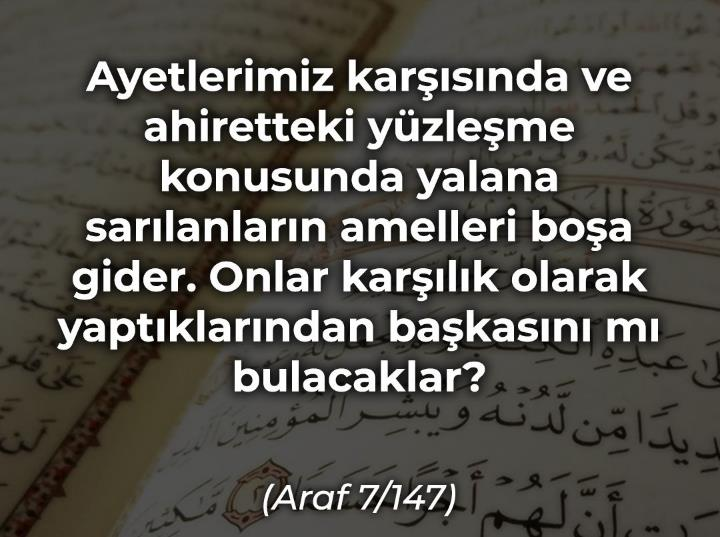 Ayetlerimiz karşısında ve
ahiretteki yüzleşme
konusunda yalana
sarılanların amelleri boşa
gider. Onlar karşılık olarak
yaptıklarından başkasını mı
bulacaklar?
(Araf 7/147)